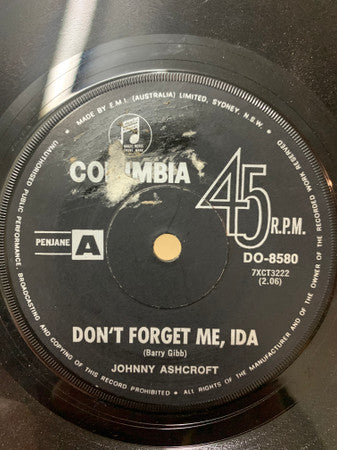 • MADE BY E.M.I. (AUSTRALIA) LIMITED, SYDNEY, N.S.W. •
COLUMBIA
45 R.P.M.
DO-8580
7XCT3222
(2.06)
PENJANE A
DON'T FORGET ME, IDA
(Barry Gibb)
JOHNNY ASHCROFT
UNAUTHORISED PUBLIC PERFORMANCE, BROADCASTING AND COPYING OF THIS RECORD PROHIBITED • ALL RIGHTS OF THE MANUFACTURER AND OF THE OWNER OF THE RECORDED WORK RESERVED